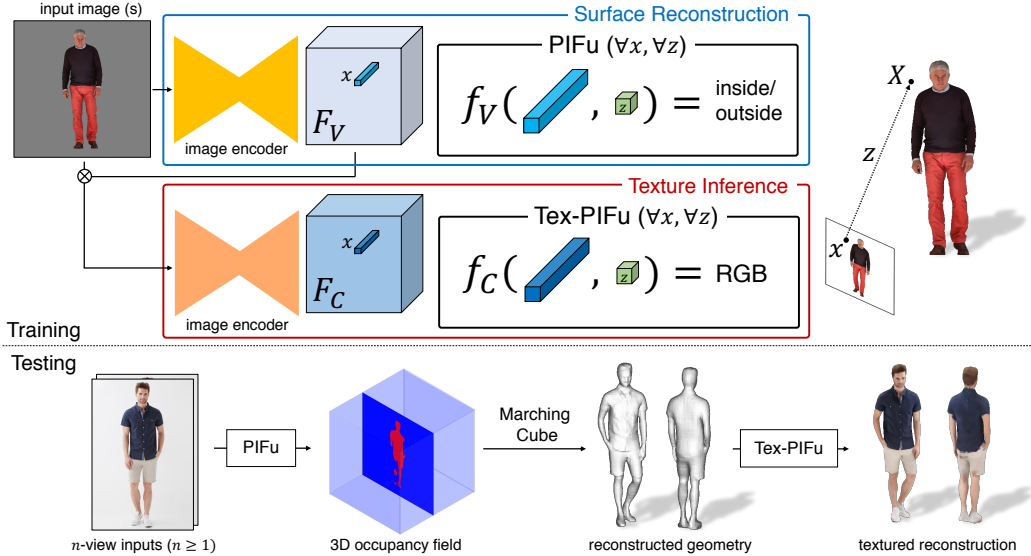 input image (s)
Surface Reconstruction
PIFu (∀x, ∀z)
x
F_V
f_V( , z ) = inside/
outside
image encoder
X
z
x
Texture Inference
Tex-PIFu (∀x, ∀z)
x
F_C
f_C( , z ) = RGB
image encoder
Training
Testing
PIFu
Marching
Cube
Tex-PIFu
n-view inputs (n ≥ 1)
3D occupancy field
reconstructed geometry
textured reconstruction